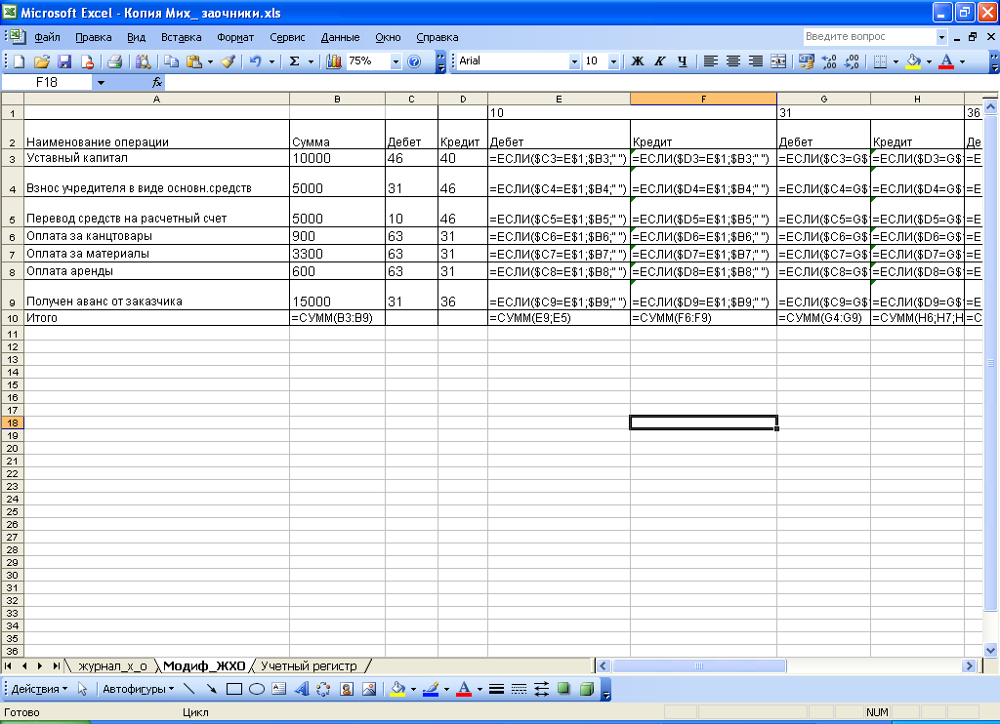 Microsoft Excel - Копия Мих_ заочники.xls
Файл Правка Вид Вставка Формат Сервис Данные Окно Справка Введите вопрос
Σ 75% Arial 10 Ж К Ч
F18 fx
A B C D E F G H
1 10 31 36
2 Наименование операции Сумма Дебет Кредит Дебет Кредит Дебет Кредит Де
3 Уставный капитал 10000 46 40 =ЕСЛИ($C3=E$1;$B3;" ") =ЕСЛИ($D3=E$1;$B3;" ") =ЕСЛИ($C3=G$ =ЕСЛИ($D3=G$ =Е
4 Взнос учредителя в виде основн.средств 5000 31 46 =ЕСЛИ($C4=E$1;$B4;" ") =ЕСЛИ($D4=E$1;$B4;" ") =ЕСЛИ($C4=G$ =ЕСЛИ($D4=G$ =Е
5 Перевод средств на расчетный счет 5000 10 46 =ЕСЛИ($C5=E$1;$B5;" ") =ЕСЛИ($D5=E$1;$B5;" ") =ЕСЛИ($C5=G$ =ЕСЛИ($D5=G$ =Е
6 Оплата за канцтовары 900 63 31 =ЕСЛИ($C6=E$1;$B6;" ") =ЕСЛИ($D6=E$1;$B6;" ") =ЕСЛИ($C6=G$ =ЕСЛИ($D6=G$ =Е
7 Оплата за материалы 3300 63 31 =ЕСЛИ($C7=E$1;$B7;" ") =ЕСЛИ($D7=E$1;$B7;" ") =ЕСЛИ($C7=G$ =ЕСЛИ($D7=G$ =Е
8 Оплата аренды 600 63 31 =ЕСЛИ($C8=E$1;$B8;" ") =ЕСЛИ($D8=E$1;$B8;" ") =ЕСЛИ($C8=G$ =ЕСЛИ($D8=G$ =Е
9 Получен аванс от заказчика 15000 31 36 =ЕСЛИ($C9=E$1;$B9;" ") =ЕСЛИ($D9=E$1;$B9;" ") =ЕСЛИ($C9=G$ =ЕСЛИ($D9=G$ =Е
10 Итого =СУММ(B3:B9) =СУММ(E9;E5) =СУММ(F6:F9) =СУММ(G4:G9) =СУММ(H6;H7;H =С
11
12
13
14
15
16
17
18
19
20
21
22
23
24
25
26
27
28
29
30
31
32
33
34
35
36
журнал_х_о Модиф_ЖХО Учетный регистр
Действия Автофигуры
Готово Цикл NUM